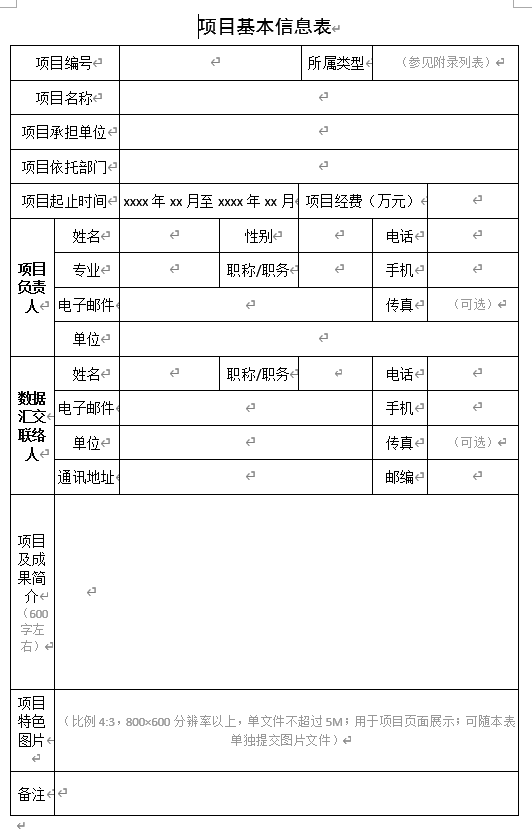 项目基本信息表
项目编号 所属类型 （参见附录列表）
项目名称
项目承担单位
项目依托部门
项目起止时间 xxxx 年 xx 月至 xxxx 年 xx 月 项目经费（万元）
项目
负责
人
姓名 性别 电话
专业 职称/职务 手机
电子邮件 传真 （可选）
单位
数据
汇交
联络
人
姓名 职称/职务 电话
电子邮件 手机
单位 传真 （可选）
通讯地址 邮编
项目
及成
果简
介
（600
字左
右）
项目
特色
图片
（比例 4:3，800×600 分辨率以上，单文件不超过 5M；用于项目页面展示；可随本表
单独提交图片文件）
备注